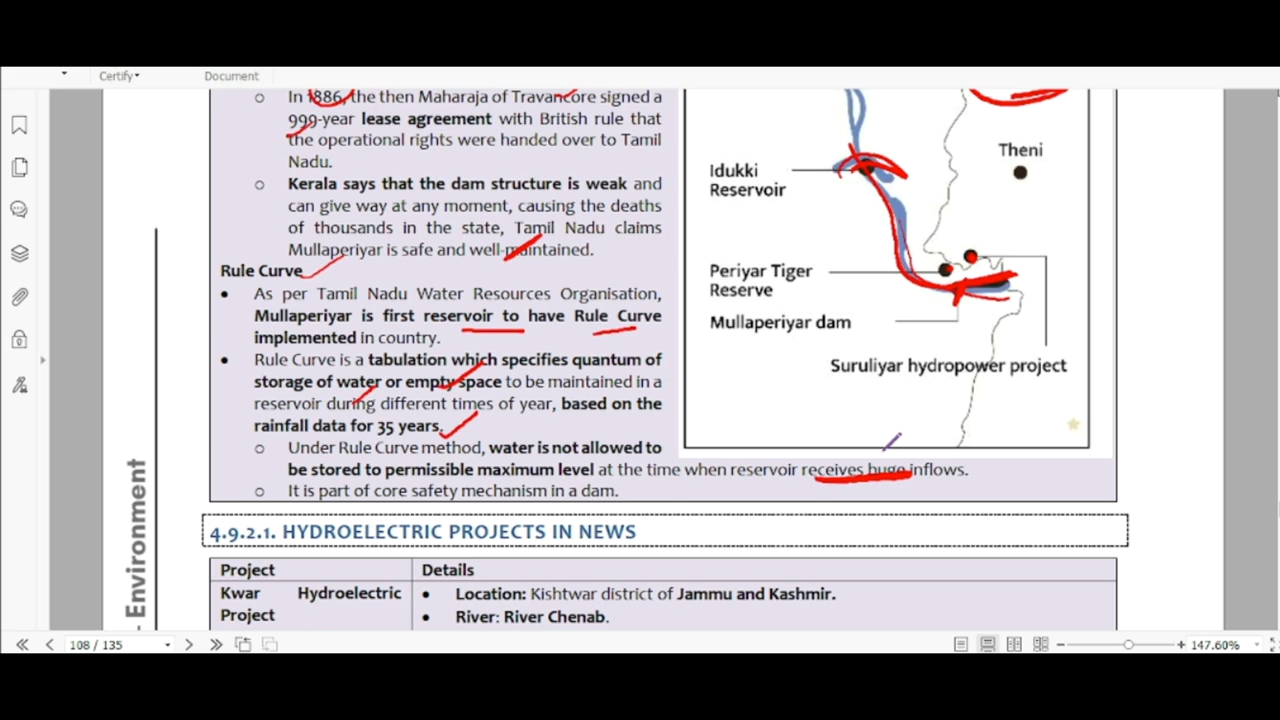 Certify
Document
In 1886, the then Maharaja of Travancore signed a
999-year lease agreement with British rule that
the operational rights were handed over to Tamil
Nadu.
Kerala says that the dam structure is weak and
can give way at any moment, causing the deaths
of thousands in the state, Tamil Nadu claims
Mullaperiyar is safe and well-maintained.
Rule Curve
As per Tamil Nadu Water Resources Organisation,
Mullaperiyar is first reservoir to have Rule Curve
implemented in country.
Rule Curve is a tabulation which specifies quantum of
storage of water or empty space to be maintained in a
reservoir during different times of year, based on the
rainfall data for 35 years.
Under Rule Curve method, water is not allowed to
be stored to permissible maximum level at the time when reservoir receives huge inflows.
It is part of core safety mechanism in a dam.
Theni
Idukki
Reservoir
Periyar Tiger
Reserve
Mullaperiyar dam
Suruliyar hydropower project
4.9.2.1. HYDROELECTRIC PROJECTS IN NEWS
Project
Details
Kwar Hydroelectric
Project
Location: Kishtwar district of Jammu and Kashmir.
River: River Chenab.
- Environment
108 / 135
147.60%